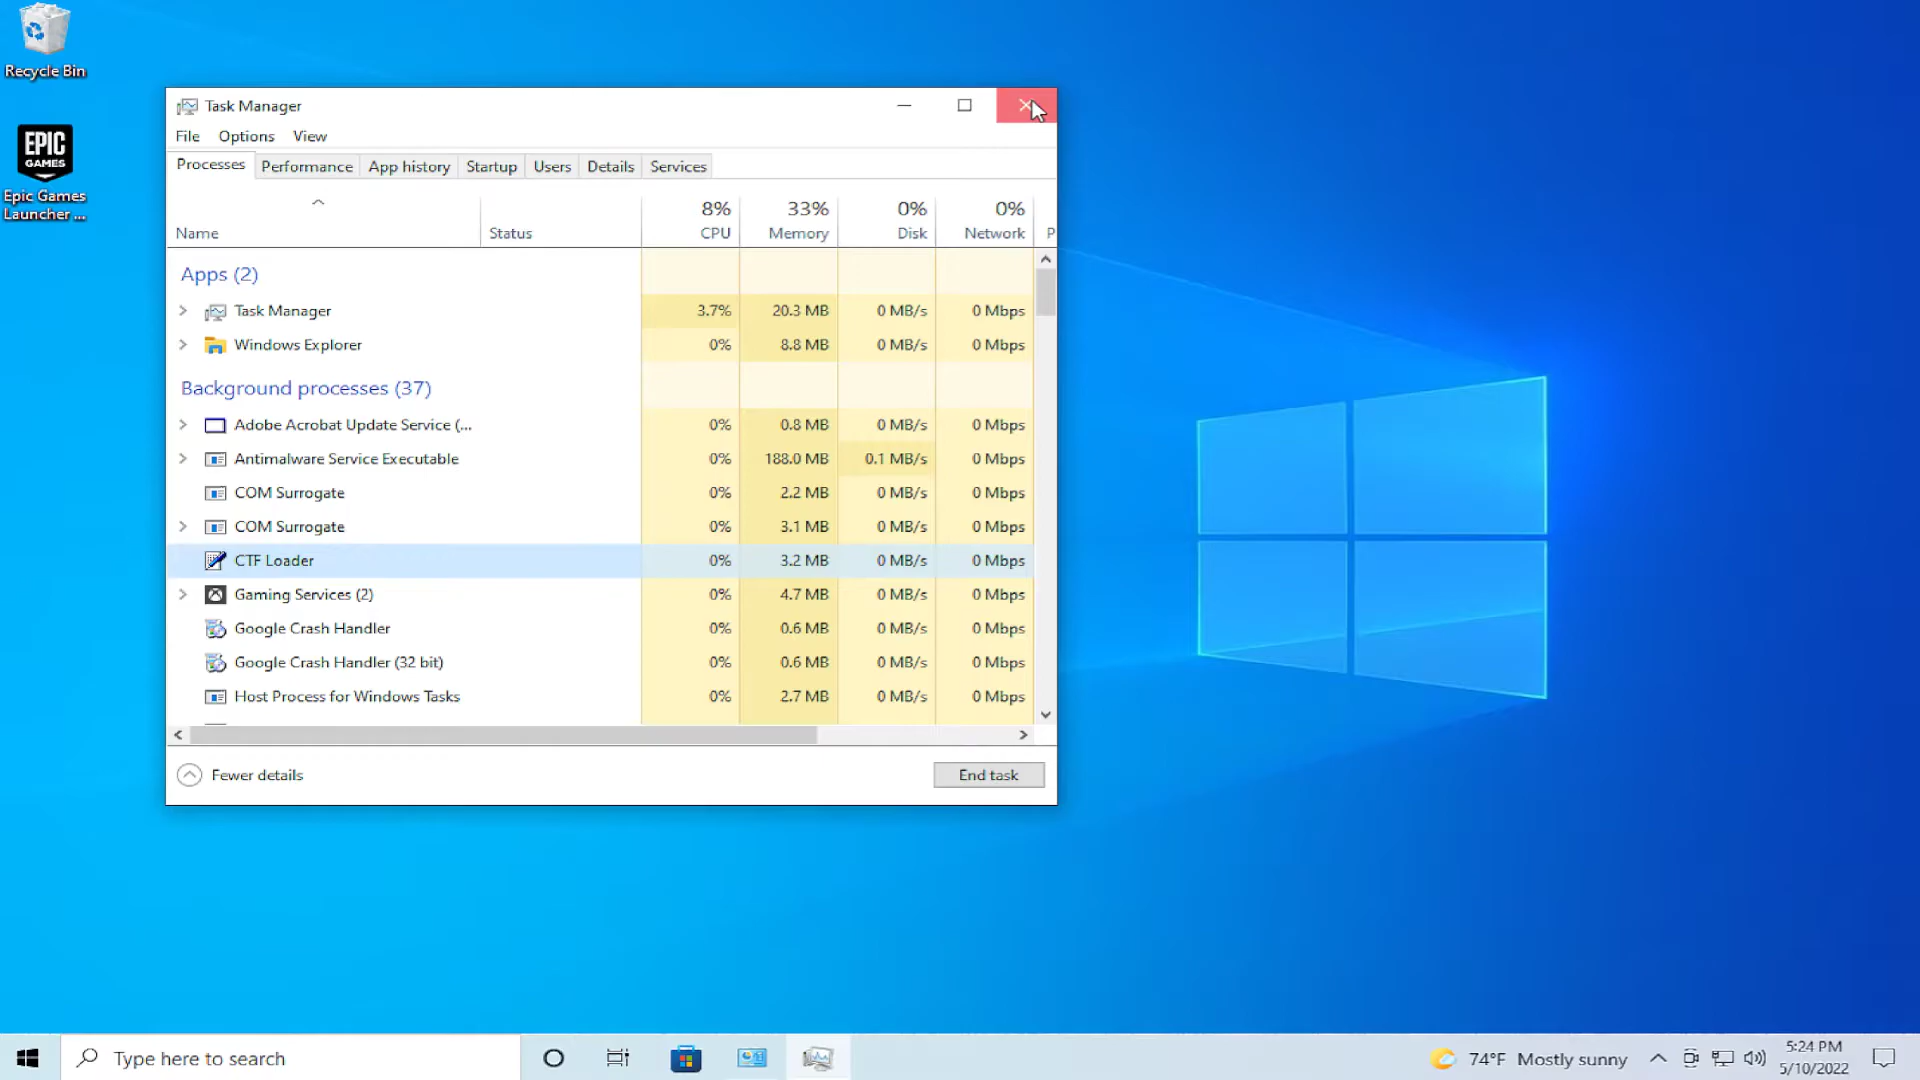 Recycle Bin
EPIC
GAMES
Epic Games
Launcher ...
Task Manager
File Options View
Processes Performance App history Startup Users Details Services
8% 33% 0% 0%
Name Status CPU Memory Disk Network P
Apps (2)
Task Manager 3.7% 20.3 MB 0 MB/s 0 Mbps
Windows Explorer 0% 8.8 MB 0 MB/s 0 Mbps
Background processes (37)
Adobe Acrobat Update Service (... 0% 0.8 MB 0 MB/s 0 Mbps
Antimalware Service Executable 0% 188.0 MB 0.1 MB/s 0 Mbps
COM Surrogate 0% 2.2 MB 0 MB/s 0 Mbps
COM Surrogate 0% 3.1 MB 0 MB/s 0 Mbps
CTF Loader 0% 3.2 MB 0 MB/s 0 Mbps
Gaming Services (2) 0% 4.7 MB 0 MB/s 0 Mbps
Google Crash Handler 0% 0.6 MB 0 MB/s 0 Mbps
Google Crash Handler (32 bit) 0% 0.6 MB 0 MB/s 0 Mbps
Host Process for Windows Tasks 0% 2.7 MB 0 MB/s 0 Mbps
Fewer details End task
Type here to search
74°F Mostly sunny
5:24 PM
5/10/2022